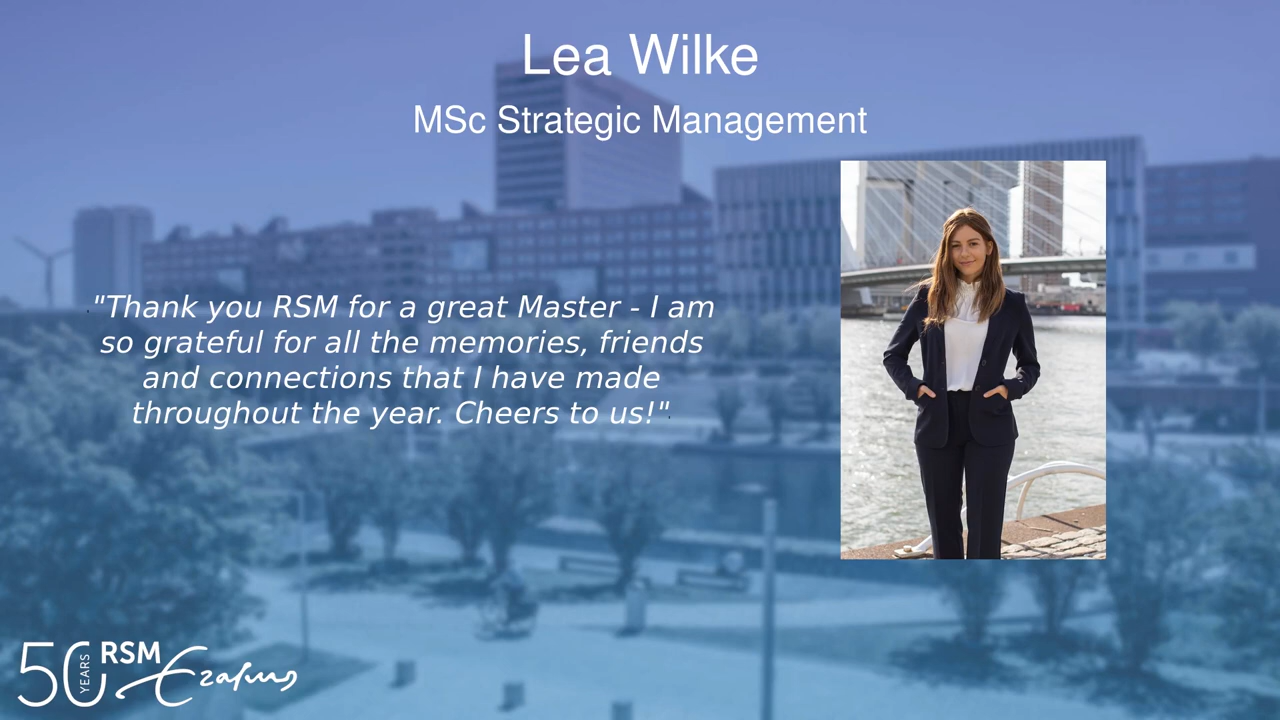 Lea Wilke
MSc Strategic Management
"Thank you RSM for a great Master - I am
so grateful for all the memories, friends
and connections that I have made
throughout the year. Cheers to us!"
50 YEARS RSM Erasmus